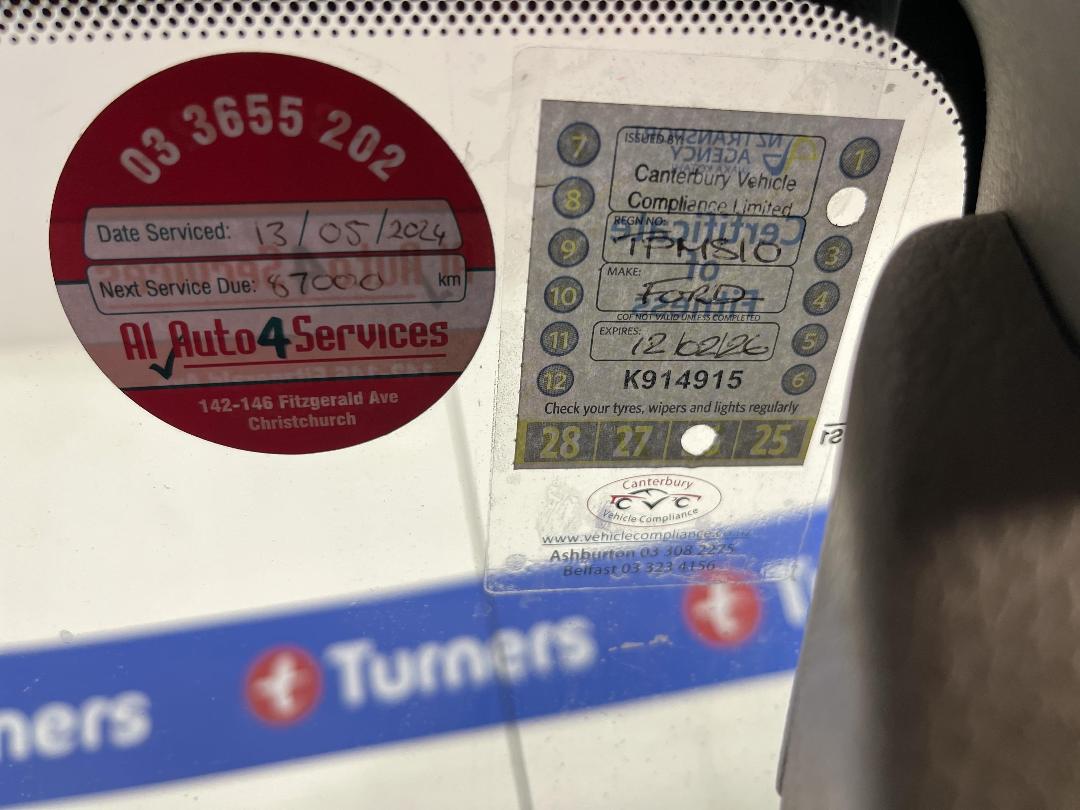 03 3655 202
Date Serviced: 13/05/2024
Next Service Due: 87000 km
A1 Auto4Services
142-146 Fitzgerald Ave
Christchurch
NZ TRANSPORT
AGENCY
Certificate
of
Fitness
ISSUED BY:
Canterbury Vehicle
Compliance Limited
REGN NO:
TPMS10
MAKE:
FORD
COF NOT VALID UNLESS COMPLETED
EXPIRES:
12/02/26
K914915
7
8
9
10
11
12
1
3
4
5
6
Check your tyres, wipers and lights regularly
28 27 25
Canterbury
Vehicle Compliance
www.vehiclecompliance.co.nz
Ashburton 03 308 2275
Belfast 03 323 4156
ners Turners T